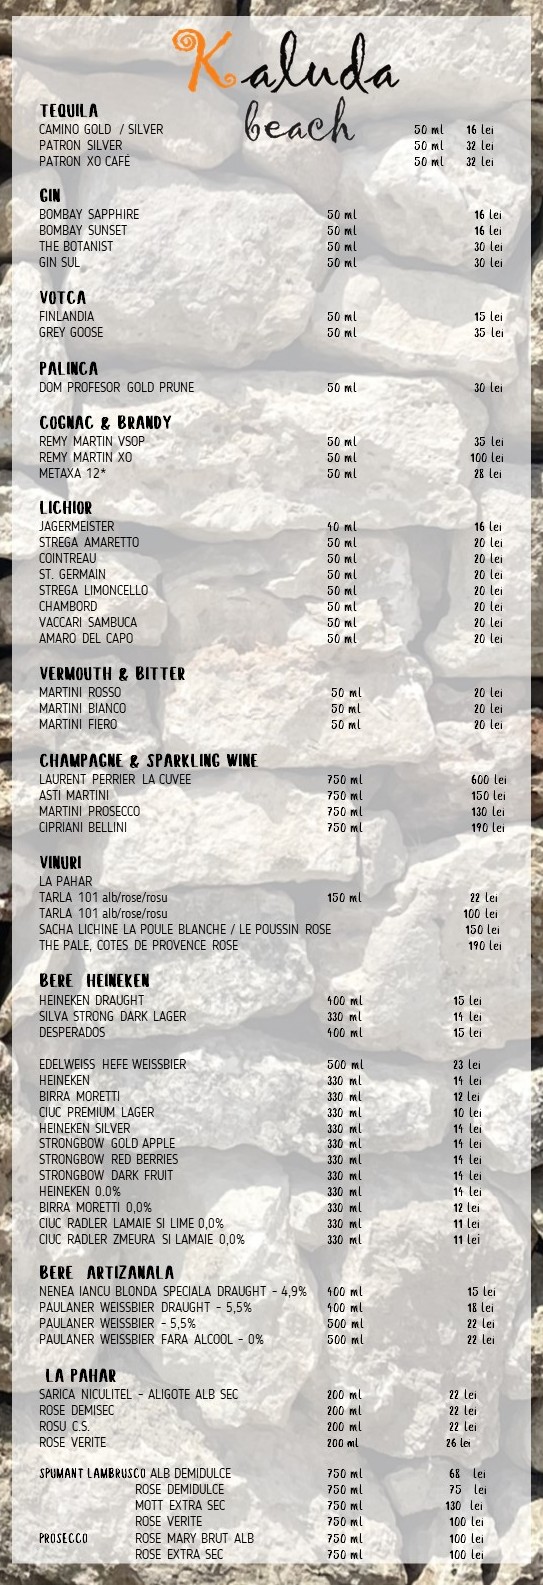 Kaluda
beach
TEQUILA
CAMINO GOLD / SILVER 50 ml 16 lei
PATRON SILVER 50 ml 32 lei
PATRON XO CAFÉ 50 ml 32 lei
GIN
BOMBAY SAPPHIRE 50 ml 16 lei
BOMBAY SUNSET 50 ml 16 lei
THE BOTANIST 50 ml 30 lei
GIN SUL 50 ml 30 lei
VOTCA
FINLANDIA 50 ml 15 lei
GREY GOOSE 50 ml 35 lei
PALINCA
DOM PROFESOR GOLD PRUNE 50 ml 30 lei
COGNAC & BRANDY
REMY MARTIN VSOP 50 ml 35 lei
REMY MARTIN XO 50 ml 100 lei
METAXA 12* 50 ml 28 lei
LICHIOR
JAGERMEISTER 40 ml 16 lei
STREGA AMARETTO 50 ml 20 lei
COINTREAU 50 ml 20 lei
ST. GERMAIN 50 ml 20 lei
STREGA LIMONCELLO 50 ml 20 lei
CHAMBORD 50 ml 20 lei
VACCARI SAMBUCA 50 ml 20 lei
AMARO DEL CAPO 50 ml 20 lei
VERMOUTH & BITTER
MARTINI ROSSO 50 ml 20 lei
MARTINI BIANCO 50 ml 20 lei
MARTINI FIERO 50 ml 20 lei
CHAMPAGNE & SPARKLING WINE
LAURENT PERRIER LA CUVEE 750 ml 600 lei
ASTI MARTINI 750 ml 150 lei
MARTINI PROSECCO 750 ml 130 lei
CIPRIANI BELLINI 750 ml 190 lei
VINURI
LA PAHAR
TARLA 101 alb/rose/rosu 150 ml 22 lei
TARLA 101 alb/rose/rosu 100 lei
SACHA LICHINE LA POULE BLANCHE / LE POUSSIN ROSE 150 lei
THE PALE, COTES DE PROVENCE ROSE 190 lei
BERE HEINEKEN
HEINEKEN DRAUGHT 400 ml 15 lei
SILVA STRONG DARK LAGER 330 ml 14 lei
DESPERADOS 400 ml 15 lei
EDELWEISS HEFE WEISSBIER 500 ml 23 lei
HEINEKEN 330 ml 14 lei
BIRRA MORETTI 330 ml 12 lei
CIUC PREMIUM LAGER 330 ml 10 lei
HEINEKEN SILVER 330 ml 14 lei
STRONGBOW GOLD APPLE 330 ml 14 lei
STRONGBOW RED BERRIES 330 ml 14 lei
STRONGBOW DARK FRUIT 330 ml 14 lei
HEINEKEN 0.0% 330 ml 14 lei
BIRRA MORETTI 0,0% 330 ml 12 lei
CIUC RADLER LAMAIE SI LIME 0,0% 330 ml 11 lei
CIUC RADLER ZMEURA SI LAMAIE 0,0% 330 ml 11 lei
BERE ARTIZANALA
NENEA IANCU BLONDA SPECIALA DRAUGHT - 4,9% 400 ml 15 lei
PAULANER WEISSBIER DRAUGHT - 5,5% 400 ml 18 lei
PAULANER WEISSBIER - 5,5% 500 ml 22 lei
PAULANER WEISSBIER FARA ALCOOL - 0% 500 ml 22 lei
LA PAHAR
SARICA NICULITEL - ALIGOTE ALB SEC 200 ml 22 lei
ROSE DEMISEC 200 ml 22 lei
ROSU C.S. 200 ml 22 lei
ROSE VERITE 200 ml 26 lei
SPUMANT LAMBRUSCO ALB DEMIDULCE 750 ml 68 lei
ROSE DEMIDULCE 750 ml 75 lei
MOTT EXTRA SEC 750 ml 130 lei
ROSE VERITE 750 ml 100 lei
PROSECCO ROSE MARY BRUT ALB 750 ml 100 lei
ROSE EXTRA SEC 750 ml 100 lei